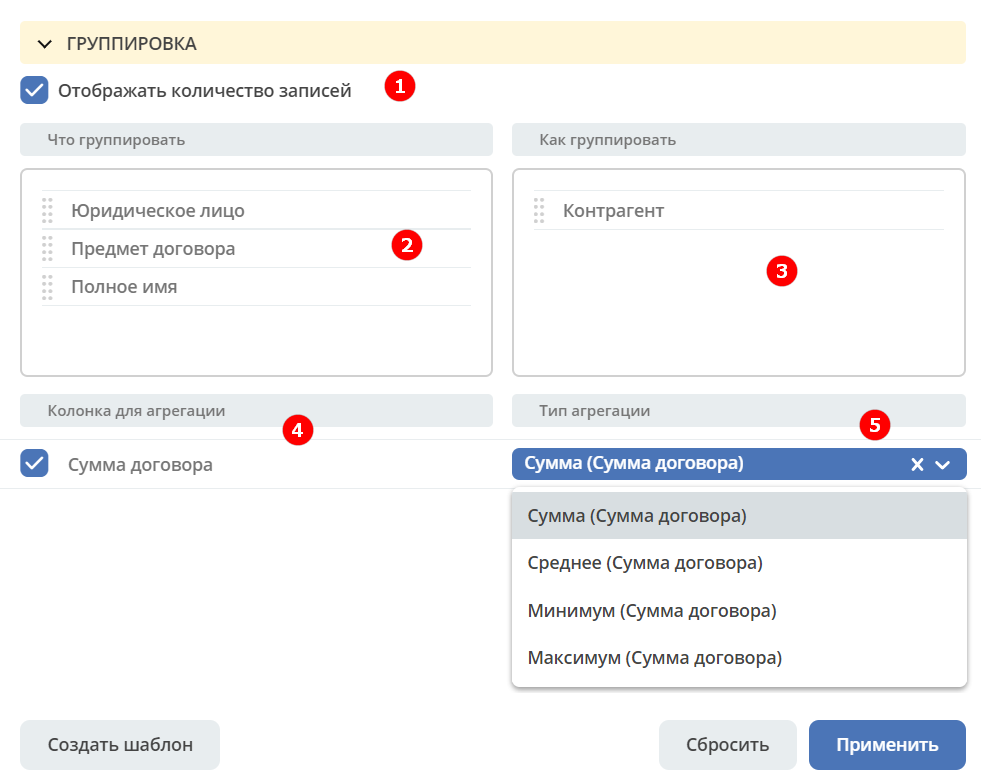 ГРУППИРОВКА
Отображать количество записей 1
Что группировать Как группировать
Юридическое лицо Контрагент
Предмет договора 2
3
Полное имя
Колонка для агрегации Тип агрегации
4 5
Сумма договора Сумма (Сумма договора)
Сумма (Сумма договора)
Среднее (Сумма договора)
Минимум (Сумма договора)
Максимум (Сумма договора)
Создать шаблон Сбросить Применить